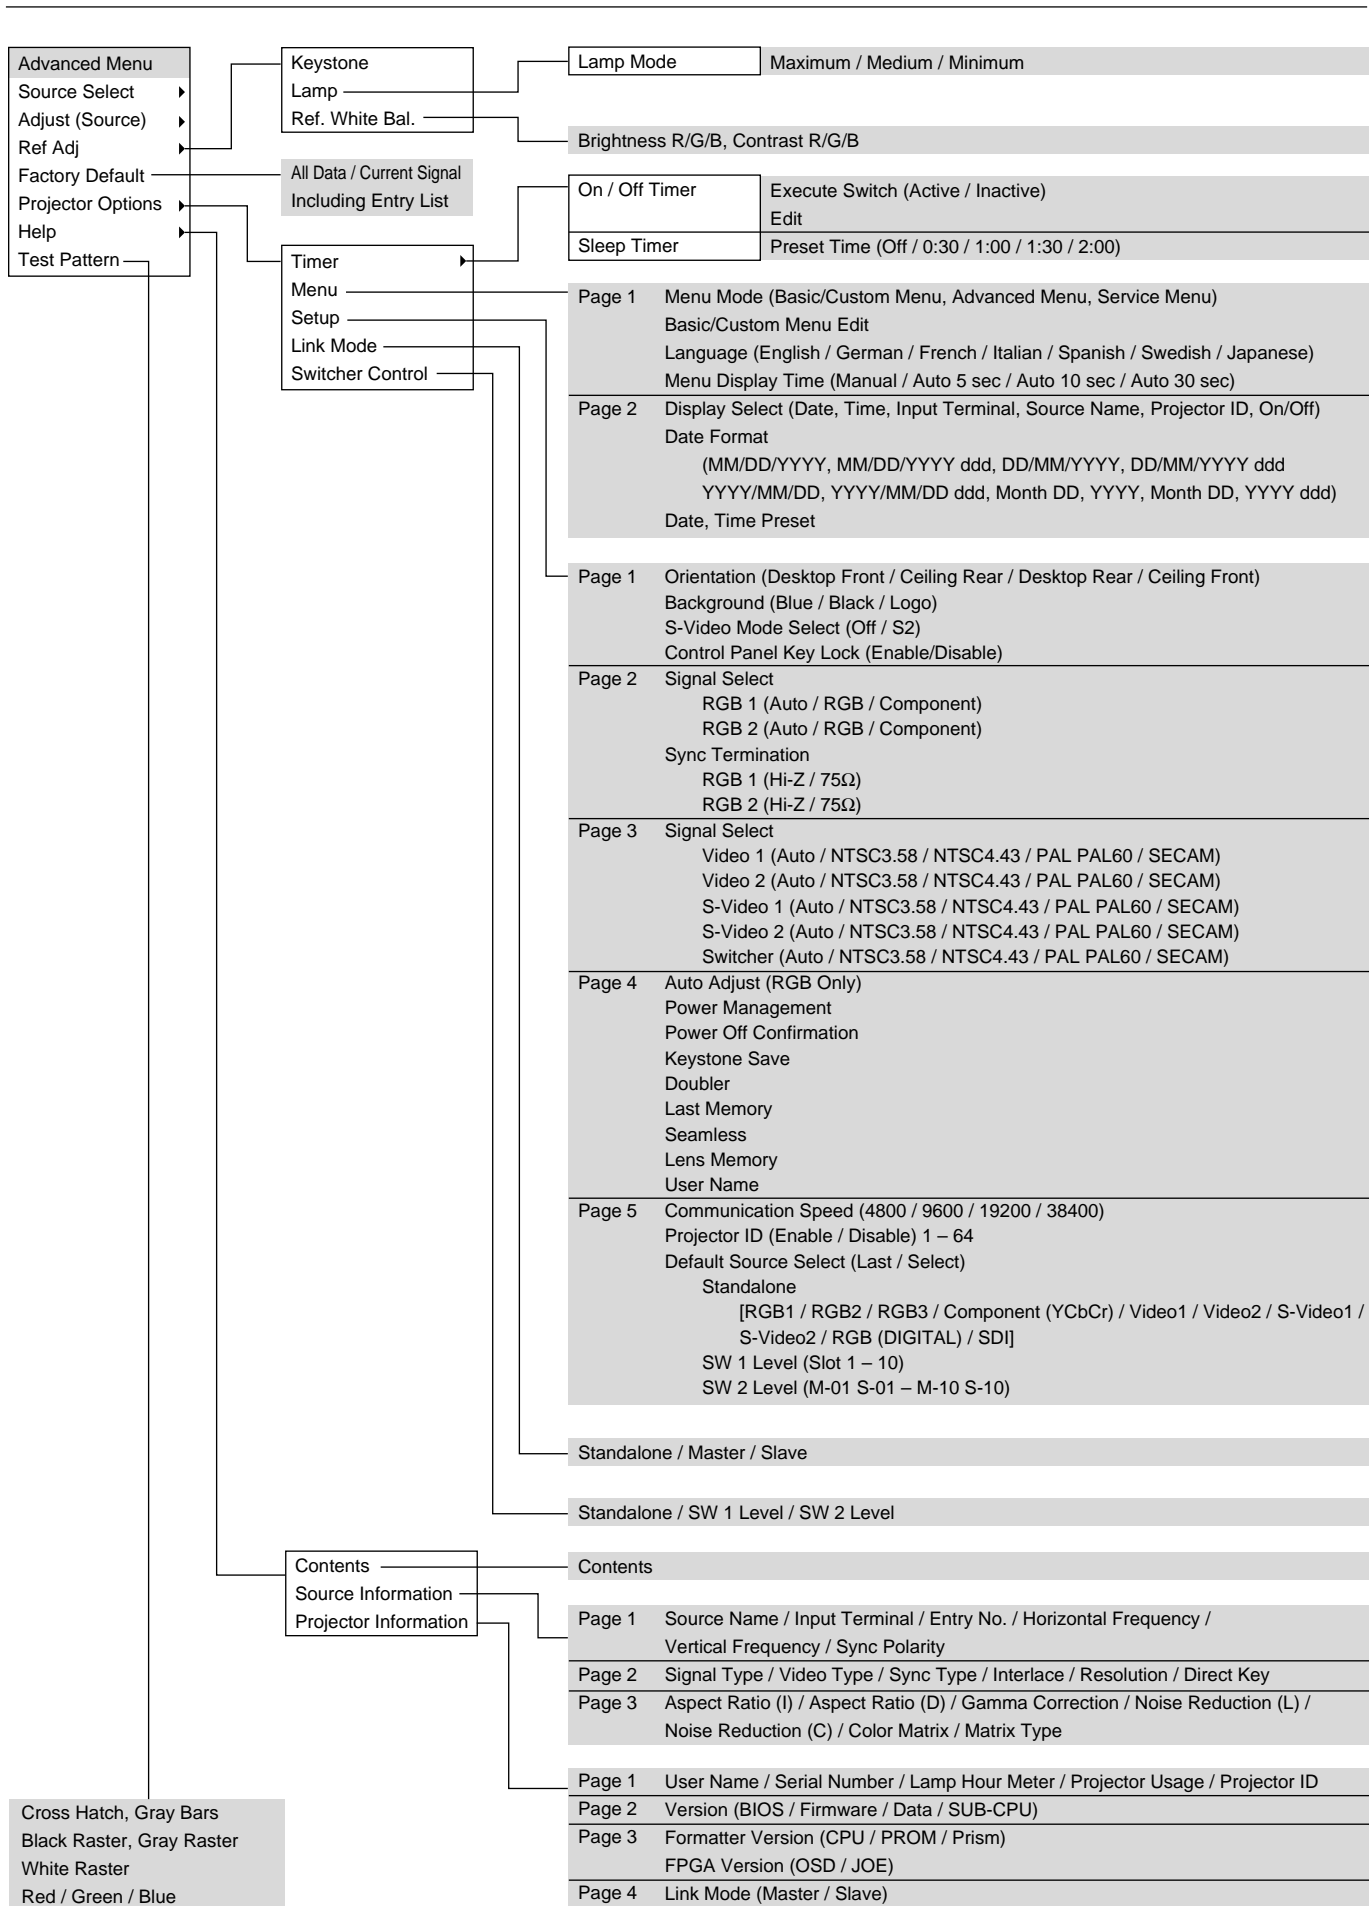 Advanced Menu
Source Select
Adjust (Source)
Ref Adj
Factory Default
Projector Options
Help
Test Pattern
Keystone
Lamp
Ref. White Bal.
Lamp Mode Maximum / Medium / Minimum
Brightness R/G/B, Contrast R/G/B
All Data / Current Signal
Including Entry List
On / Off Timer Execute Switch (Active / Inactive)
Edit
Sleep Timer Preset Time (Off / 0:30 / 1:00 / 1:30 / 2:00)
Timer
Menu
Setup
Link Mode
Switcher Control
Page 1 Menu Mode (Basic/Custom Menu, Advanced Menu, Service Menu)
Basic/Custom Menu Edit
Language (English / German / French / Italian / Spanish / Swedish / Japanese)
Menu Display Time (Manual / Auto 5 sec / Auto 10 sec / Auto 30 sec)
Page 2 Display Select (Date, Time, Input Terminal, Source Name, Projector ID, On/Off)
Date Format
(MM/DD/YYYY, MM/DD/YYYY ddd, DD/MM/YYYY, DD/MM/YYYY ddd
YYYY/MM/DD, YYYY/MM/DD ddd, Month DD, YYYY, Month DD, YYYY ddd)
Date, Time Preset
Page 1 Orientation (Desktop Front / Ceiling Rear / Desktop Rear / Ceiling Front)
Background (Blue / Black / Logo)
S-Video Mode Select (Off / S2)
Control Panel Key Lock (Enable/Disable)
Page 2 Signal Select
RGB 1 (Auto / RGB / Component)
RGB 2 (Auto / RGB / Component)
Sync Termination
RGB 1 (Hi-Z / 75Ω)
RGB 2 (Hi-Z / 75Ω)
Page 3 Signal Select
Video 1 (Auto / NTSC3.58 / NTSC4.43 / PAL PAL60 / SECAM)
Video 2 (Auto / NTSC3.58 / NTSC4.43 / PAL PAL60 / SECAM)
S-Video 1 (Auto / NTSC3.58 / NTSC4.43 / PAL PAL60 / SECAM)
S-Video 2 (Auto / NTSC3.58 / NTSC4.43 / PAL PAL60 / SECAM)
Switcher (Auto / NTSC3.58 / NTSC4.43 / PAL PAL60 / SECAM)
Page 4 Auto Adjust (RGB Only)
Power Management
Power Off Confirmation
Keystone Save
Doubler
Last Memory
Seamless
Lens Memory
User Name
Page 5 Communication Speed (4800 / 9600 / 19200 / 38400)
Projector ID (Enable / Disable) 1 – 64
Default Source Select (Last / Select)
Standalone
[RGB1 / RGB2 / RGB3 / Component (YCbCr) / Video1 / Video2 / S-Video1 /
S-Video2 / RGB (DIGITAL) / SDI]
SW 1 Level (Slot 1 – 10)
SW 2 Level (M-01 S-01 – M-10 S-10)
Standalone / Master / Slave
Standalone / SW 1 Level / SW 2 Level
Contents
Source Information
Projector Information
Contents
Page 1 Source Name / Input Terminal / Entry No. / Horizontal Frequency /
Vertical Frequency / Sync Polarity
Page 2 Signal Type / Video Type / Sync Type / Interlace / Resolution / Direct Key
Page 3 Aspect Ratio (I) / Aspect Ratio (D) / Gamma Correction / Noise Reduction (L) /
Noise Reduction (C) / Color Matrix / Matrix Type
Page 1 User Name / Serial Number / Lamp Hour Meter / Projector Usage / Projector ID
Page 2 Version (BIOS / Firmware / Data / SUB-CPU)
Page 3 Formatter Version (CPU / PROM / Prism)
FPGA Version (OSD / JOE)
Page 4 Link Mode (Master / Slave)
Cross Hatch, Gray Bars
Black Raster, Gray Raster
White Raster
Red / Green / Blue